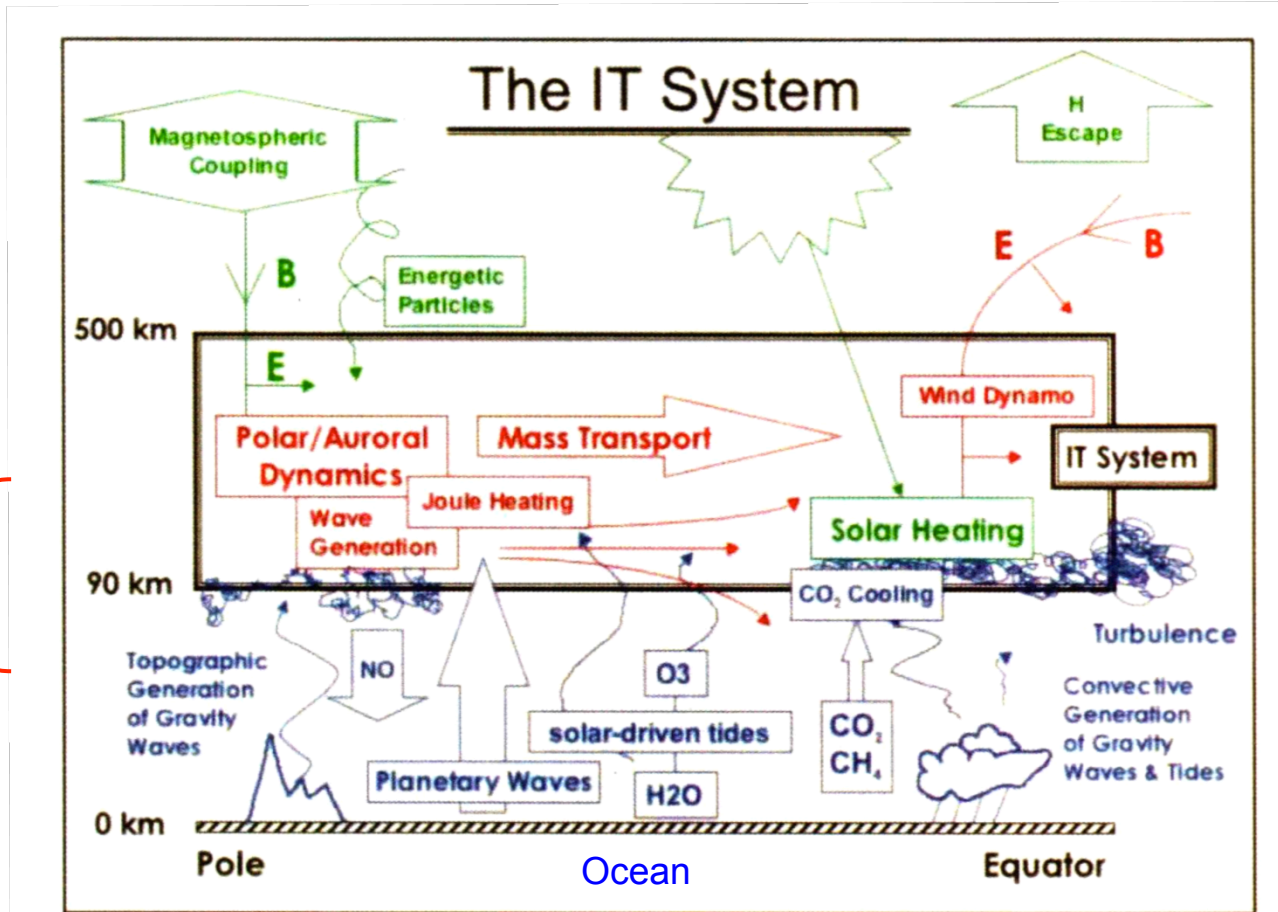 The IT System
Magnetospheric
Coupling
H
Escape
B
Energetic
Particles
E
B
500 km
E
Wind Dynamo
Polar/Auroral
Dynamics
Mass Transport
IT System
Joule Heating
Wave
Generation
Solar Heating
90 km
CO₂ Cooling
Turbulence
Topographic
Generation
of Gravity
Waves
NO
O3
solar-driven tides
H2O
Planetary Waves
CO₂
CH₄
Convective
Generation
of Gravity
Waves & Tides
0 km
Pole
Ocean
Equator